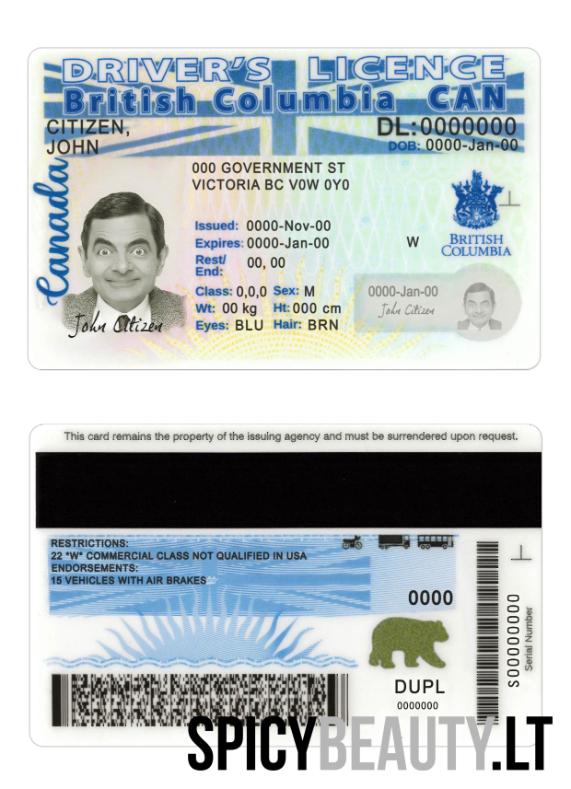 DRIVER'S LICENCE
British Columbia CAN
CITIZEN,
JOHN
DL:0000000
DOB: 0000-Jan-00
Canada
000 GOVERNMENT ST
VICTORIA BC V0W 0Y0
Issued: 0000-Nov-00
Expires: 0000-Jan-00
W
Rest/ 00, 00
End:
Class: 0,0,0 Sex: M
Wt: 00 kg Ht: 000 cm
Eyes: BLU Hair: BRN
BRITISH
COLUMBIA
John Citizen
0000-Jan-00
John Citizen
This card remains the property of the issuing agency and must be surrendered upon request.
RESTRICTIONS:
22 "W" COMMERCIAL CLASS NOT QUALIFIED IN USA
ENDORSEMENTS:
15 VEHICLES WITH AIR BRAKES
0000
DUPL
0000000
S00000000
Serial Number
SPICYBEAUTY.LT